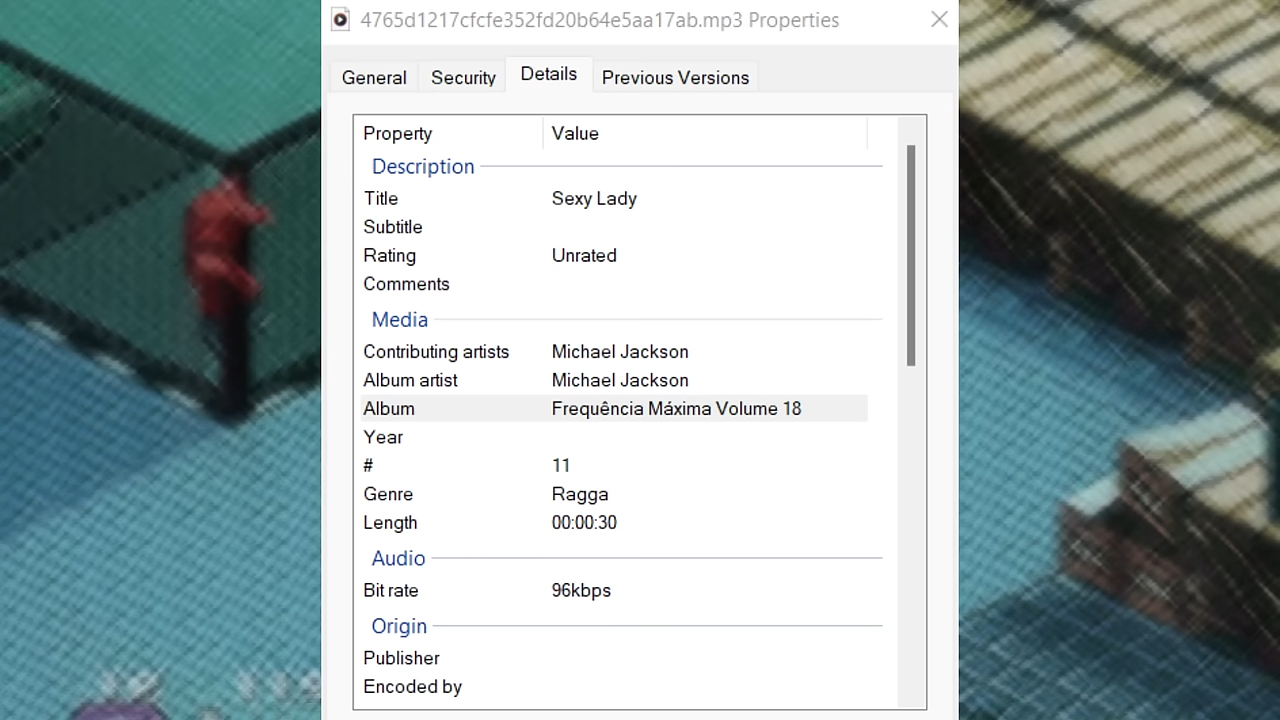 4765d1217cfcfe352fd20b64e5aa17ab.mp3 Properties
General Security Details Previous Versions
Property Value
Description
Title Sexy Lady
Subtitle
Rating Unrated
Comments
Media
Contributing artists Michael Jackson
Album artist Michael Jackson
Album Frequência Máxima Volume 18
Year
# 11
Genre Ragga
Length 00:00:30
Audio
Bit rate 96kbps
Origin
Publisher
Encoded by